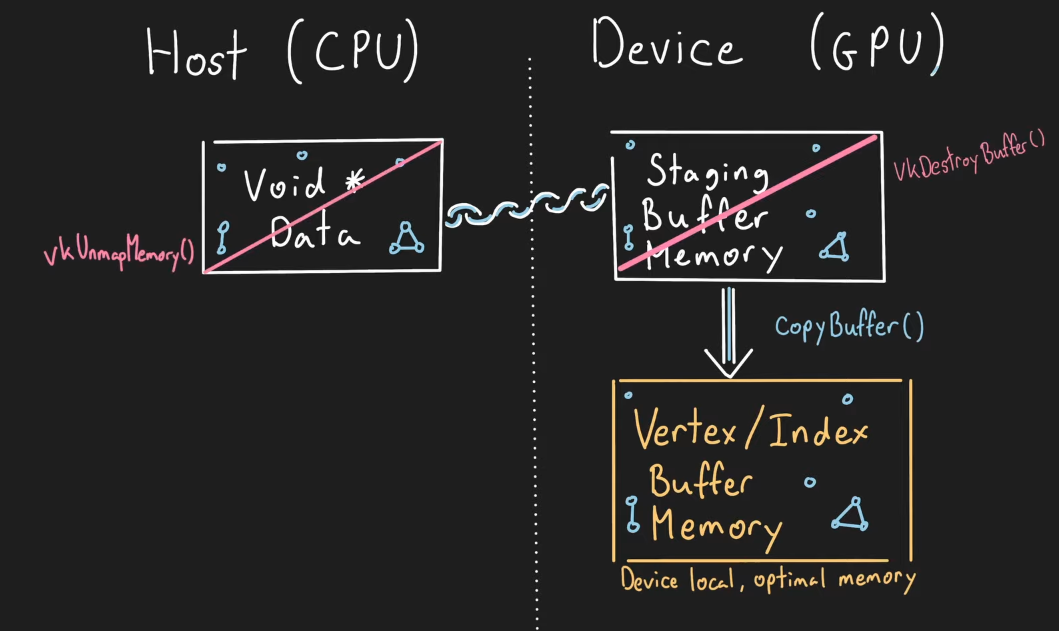 Host (CPU)
Device (GPU)
Void *
Data
vkUnmapMemory()
Staging
Buffer
Memory
vkDestroyBuffer()
CopyBuffer()
Vertex/Index
Buffer
Memory
Device local, optimal memory